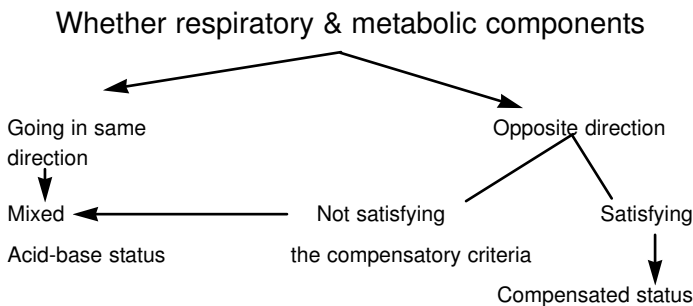 Whether respiratory & metabolic components
Going in same
direction
Opposite direction
Mixed
Not satisfying
Satisfying
Acid-base status
the compensatory criteria
Compensated status